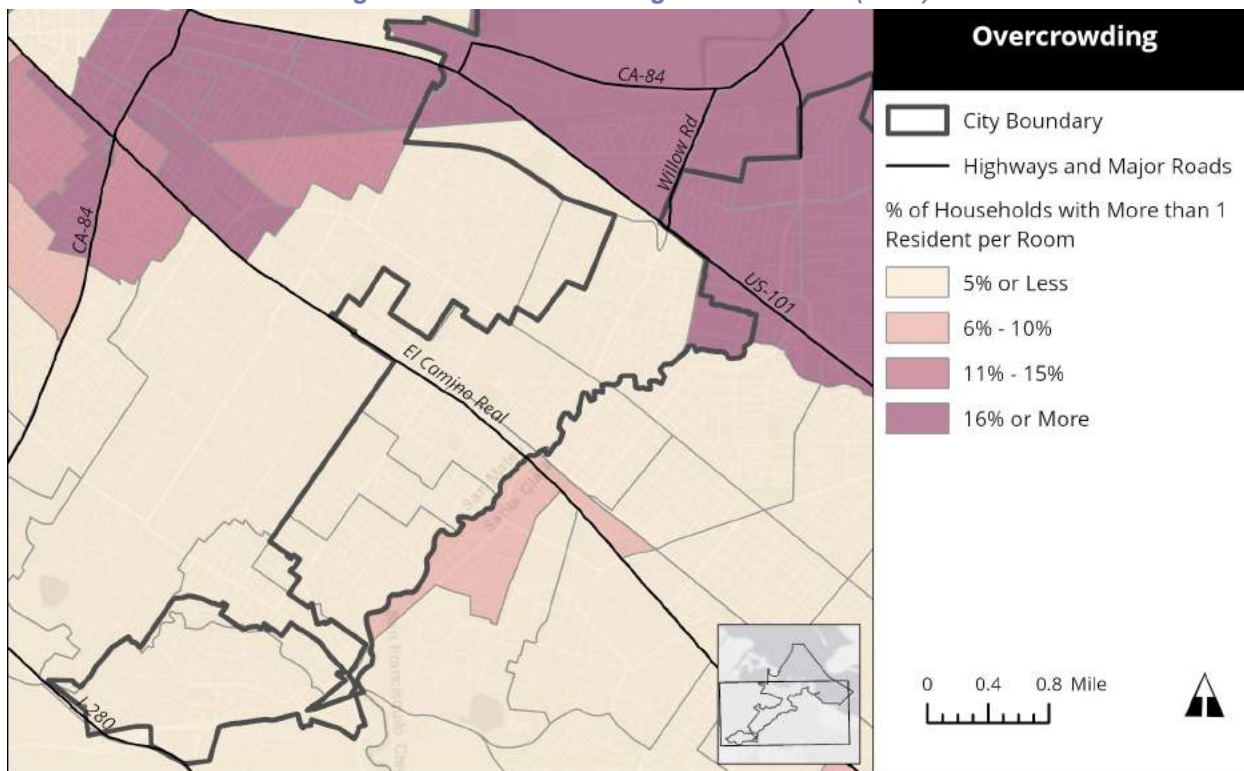 Overcrowding
City Boundary
Highways and Major Roads
% of Households with More than 1
Resident per Room
5% or Less
6% - 10%
11% - 15%
16% or More
0 0.4 0.8 Mile
CA-84
Willow Rd
CA-84
US-101
El Camino Real
I-280